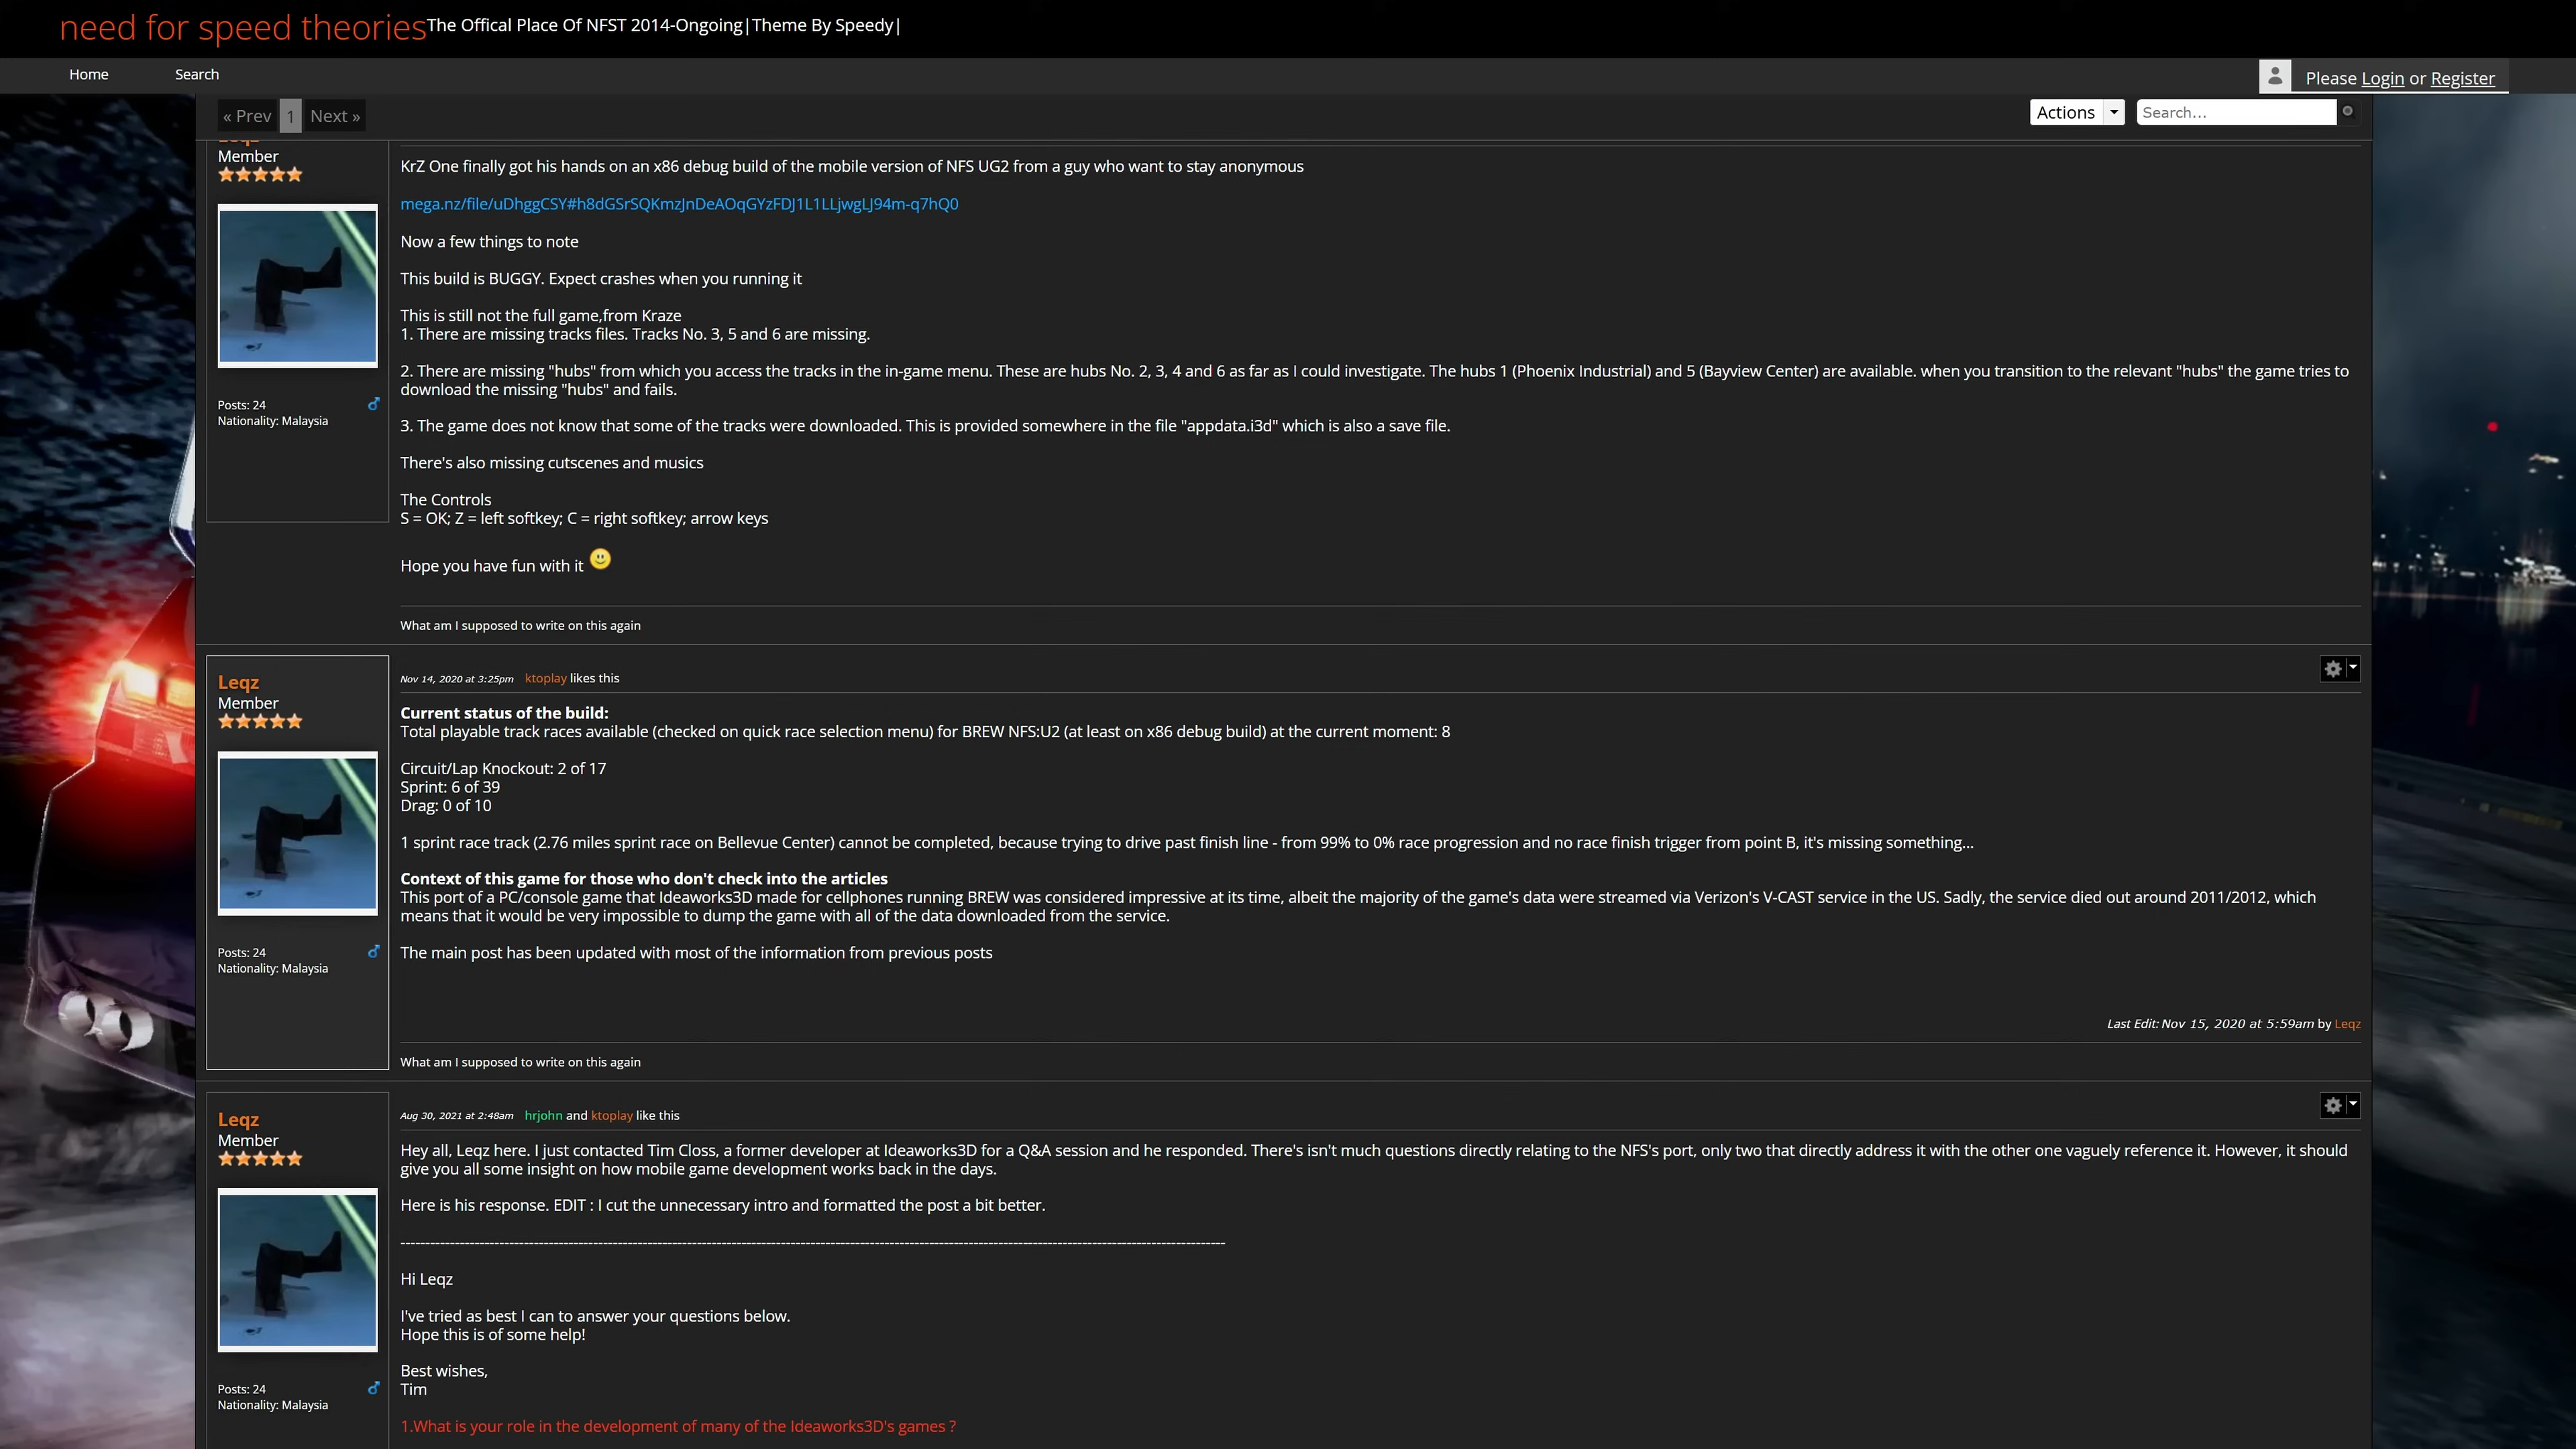 need for speed theories The Offical Place Of NFST 2014-Ongoing|Theme By Speedy|
Home Search Please Login or Register
« Prev 1 Next » Actions Search...
Leqz
Member
KrZ One finally got his hands on an x86 debug build of the mobile version of NFS UG2 from a guy who want to stay anonymous
mega.nz/file/uDhggCSY#h8dGSrSQKmzJnDeAOqGYzFDJ1L1LLjwgLJ94m-q7hQ0
Now a few things to note
This build is BUGGY. Expect crashes when you running it
This is still not the full game,from Kraze
1. There are missing tracks files. Tracks No. 3, 5 and 6 are missing.
2. There are missing "hubs" from which you access the tracks in the in-game menu. These are hubs No. 2, 3, 4 and 6 as far as I could investigate. The hubs 1 (Phoenix Industrial) and 5 (Bayview Center) are available. when you transition to the relevant "hubs" the game tries to
download the missing "hubs" and fails.
Posts: 24
Nationality: Malaysia
3. The game does not know that some of the tracks were downloaded. This is provided somewhere in the file "appdata.i3d" which is also a save file.
There's also missing cutscenes and musics
The Controls
S = OK; Z = left softkey; C = right softkey; arrow keys
Hope you have fun with it
What am I supposed to write on this again
Leqz
Member
Nov 14, 2020 at 3:25pm ktoplay likes this
Current status of the build:
Total playable track races available (checked on quick race selection menu) for BREW NFS:U2 (at least on x86 debug build) at the current moment: 8
Circuit/Lap Knockout: 2 of 17
Sprint: 6 of 39
Drag: 0 of 10
1 sprint race track (2.76 miles sprint race on Bellevue Center) cannot be completed, because trying to drive past finish line - from 99% to 0% race progression and no race finish trigger from point B, it's missing something...
Context of this game for those who don't check into the articles
This port of a PC/console game that Ideaworks3D made for cellphones running BREW was considered impressive at its time, albeit the majority of the game's data were streamed via Verizon's V-CAST service in the US. Sadly, the service died out around 2011/2012, which
means that it would be very impossible to dump the game with all of the data downloaded from the service.
The main post has been updated with most of the information from previous posts
Posts: 24
Nationality: Malaysia
Last Edit: Nov 15, 2020 at 5:59am by Leqz
What am I supposed to write on this again
Leqz
Member
Aug 30, 2021 at 2:48am hrjohn and ktoplay like this
Hey all, Leqz here. I just contacted Tim Closs, a former developer at Ideaworks3D for a Q&A session and he responded. There's isn't much questions directly relating to the NFS's port, only two that directly address it with the other one vaguely reference it. However, it should
give you all some insight on how mobile game development works back in the days.
Here is his response. EDIT : I cut the unnecessary intro and formatted the post a bit better.
------------------------------------------------------------------------------------------------------------------------------------------------------------------------
Hi Leqz
I've tried as best I can to answer your questions below.
Hope this is of some help!
Best wishes,
Tim
Posts: 24
Nationality: Malaysia
1.What is your role in the development of many of the Ideaworks3D's games ?